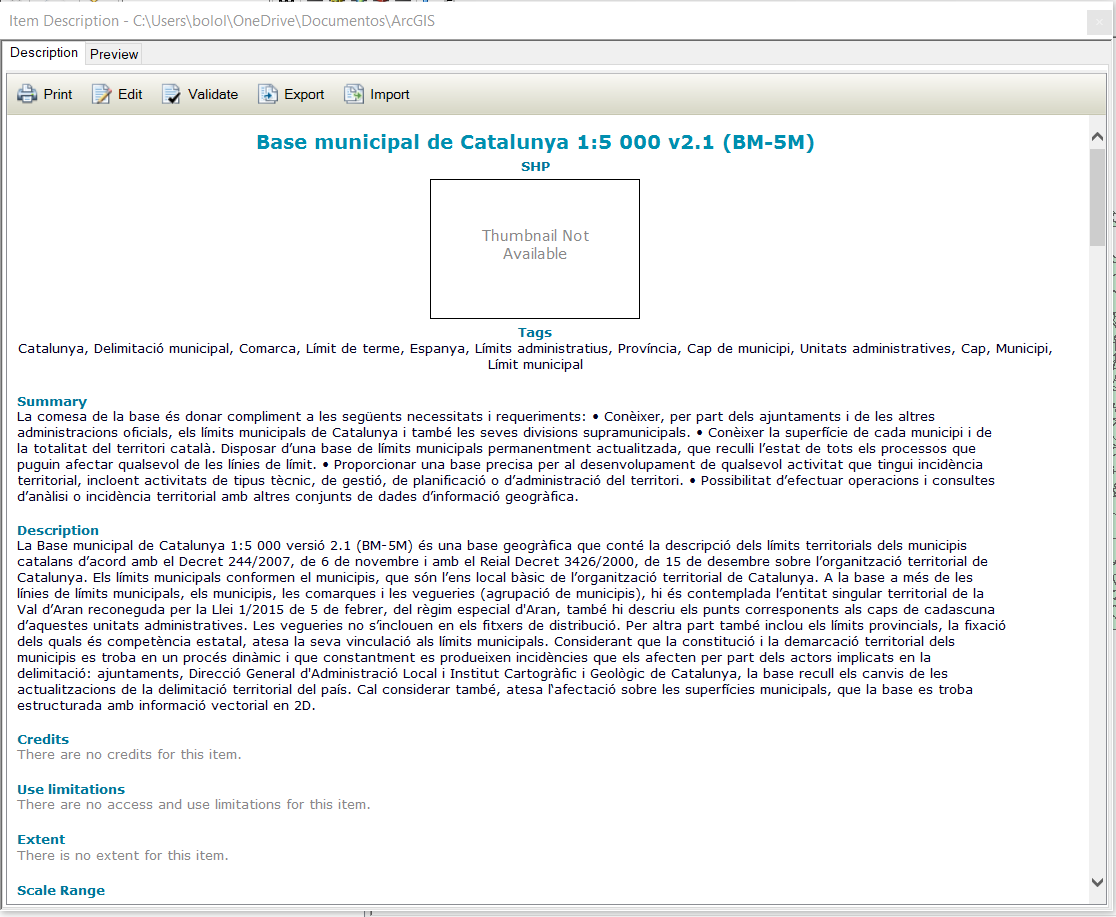 Item Description - C:\Users\bolol\OneDrive\Documentos\ArcGIS
Description Preview
Print Edit Validate Export Import
Base municipal de Catalunya 1:5 000 v2.1 (BM-5M)
SHP
Thumbnail Not
Available
Tags
Catalunya, Delimitació municipal, Comarca, Límit de terme, Espanya, Límits administratius, Província, Cap de municipi, Unitats administratives, Cap, Municipi,
Límit municipal
Summary
La comesa de la base és donar compliment a les següents necessitats i requeriments: • Conèixer, per part dels ajuntaments i de les altres
administracions oficials, els límits municipals de Catalunya i també les seves divisions supramunicipals. • Conèixer la superfície de cada municipi i de
la totalitat del territori català. Disposar d’una base de límits municipals permanentment actualitzada, que reculli l’estat de tots els processos que
puguin afectar qualsevol de les línies de límit. • Proporcionar una base precisa per al desenvolupament de qualsevol activitat que tingui incidència
territorial, incloent activitats de tipus tècnic, de gestió, de planificació o d’administració del territori. • Possibilitat d’efectuar operacions i consultes
d’anàlisi o incidència territorial amb altres conjunts de dades d’informació geogràfica.
Description
La Base municipal de Catalunya 1:5 000 versió 2.1 (BM-5M) és una base geogràfica que conté la descripció dels límits territorials dels municipis
catalans d’acord amb el Decret 244/2007, de 6 de novembre i amb el Reial Decret 3426/2000, de 15 de desembre sobre l’organització territorial de
Catalunya. Els límits municipals conformen el municipis, que són l’ens local bàsic de l’organització territorial de Catalunya. A la base a més de les
línies de límits municipals, els municipis, les comarques i les vegueries (agrupació de municipis), hi és contemplada l’entitat singular territorial de la
Val d’Aran reconeguda per la Llei 1/2015 de 5 de febrer, del règim especial d'Aran, també hi descriu els punts corresponents als caps de cadascuna
d’aquestes unitats administratives. Les vegueries no s’inclouen en els fitxers de distribució. Per altra part també inclou els límits provincials, la fixació
dels quals és competència estatal, atesa la seva vinculació als límits municipals. Considerant que la constitució i la demarcació territorial dels
municipis es troba en un procés dinàmic i que constantment es produeixen incidències que els afecten per part dels actors implicats en la
delimitació: ajuntaments, Direcció General d'Administració Local i Institut Cartogràfic i Geològic de Catalunya, la base recull els canvis de les
actualitzacions de la delimitació territorial del país. Cal considerar també, atesa l‘afectació sobre les superfícies municipals, que la base es troba
estructurada amb informació vectorial en 2D.
Credits
There are no credits for this item.
Use limitations
There are no access and use limitations for this item.
Extent
There is no extent for this item.
Scale Range